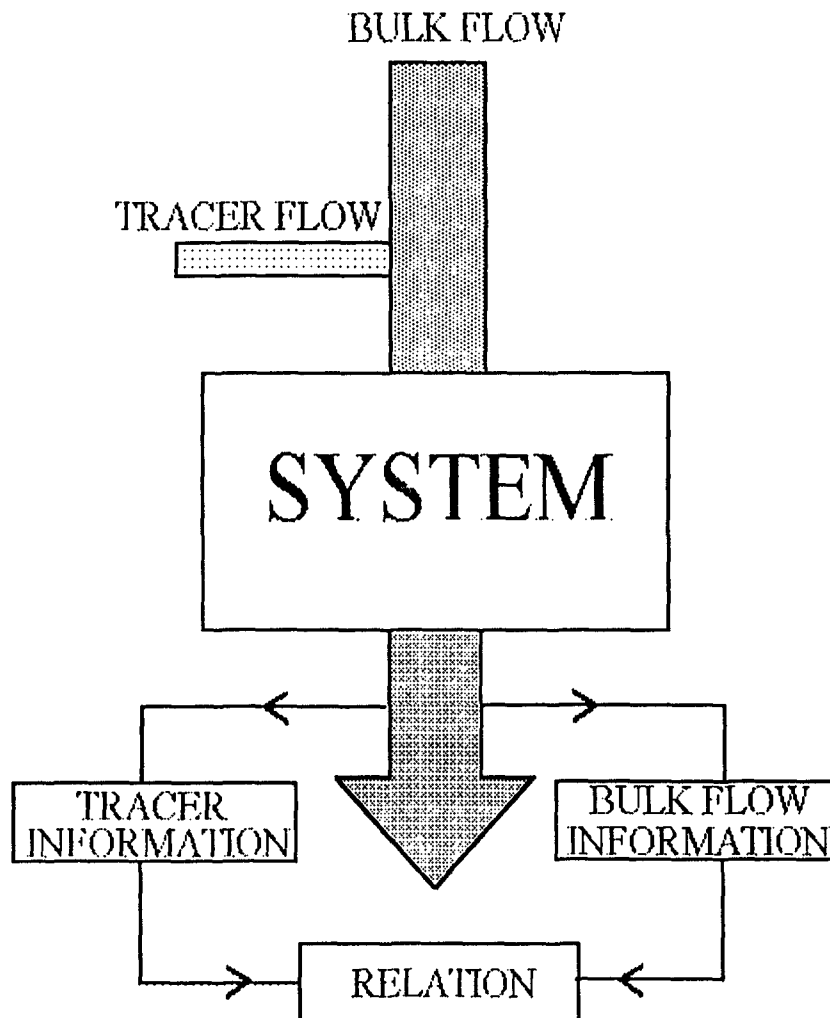 BULK FLOW
TRACER FLOW
SYSTEM
TRACER
INFORMATION
BULK FLOW
INFORMATION
RELATION